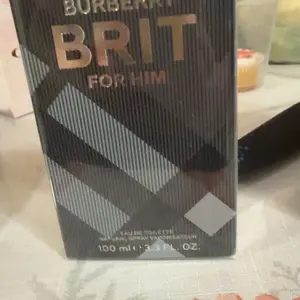 BURBERRY
BRIT
FOR HIM
EAU DE TOILETTE
NATURAL SPRAY VAPORISATEUR
100 ml e 3.3 FL. OZ.